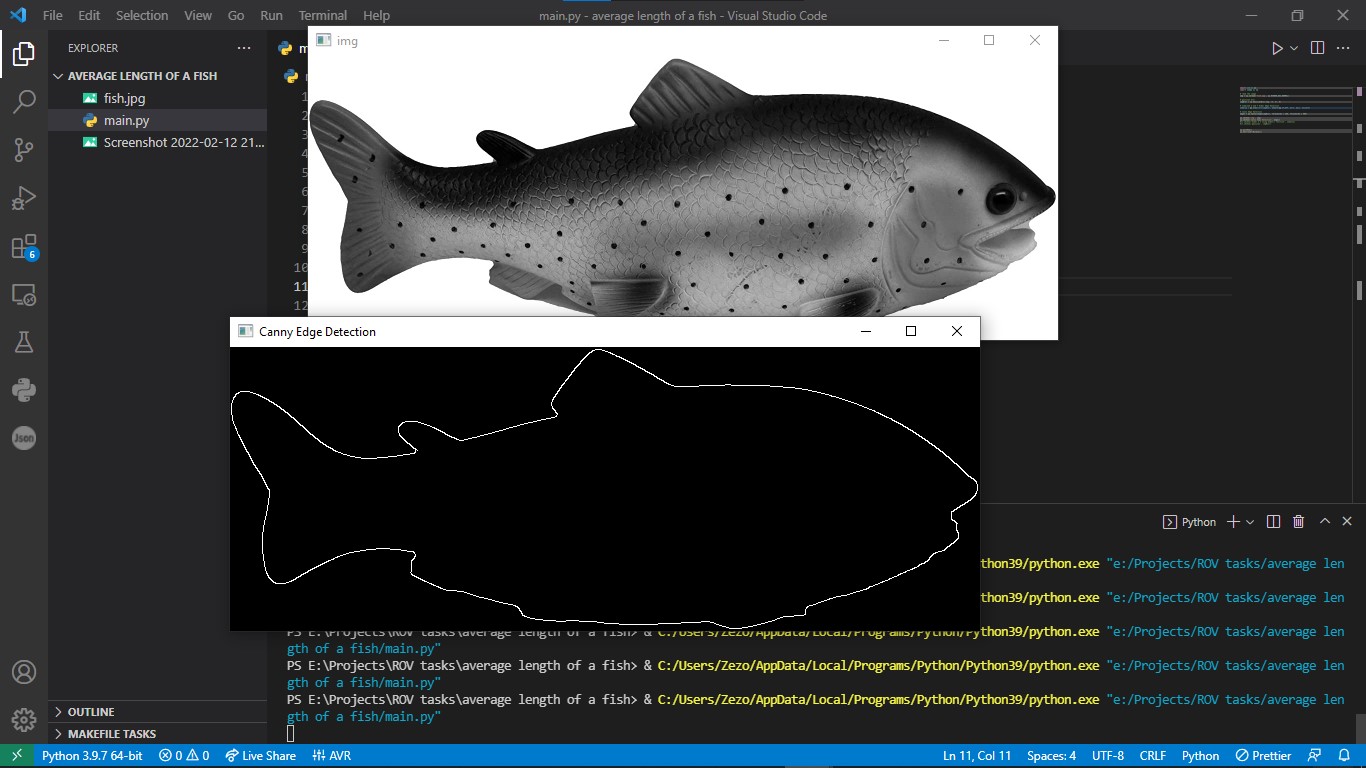 File Edit Selection View Go Run Terminal Help main.py - average length of a fish - Visual Studio Code
EXPLORER
AVERAGE LENGTH OF A FISH
fish.jpg
main.py
Screenshot 2022-02-12 21...
OUTLINE
MAKEFILE TASKS
6
Json
m
img
1
2
3
4
5
6
7
8
9
10
11
12
Canny Edge Detection
Python
thon39/python.exe "e:/Projects/ROV tasks/average len
thon39/python.exe "e:/Projects/ROV tasks/average len
PS E:\Projects\ROV tasks\average length of a fish> & C:/Users/Zezo/AppData/Local/Programs/Python/Python39/python.exe "e:/Projects/ROV tasks/average len
gth of a fish/main.py"
PS E:\Projects\ROV tasks\average length of a fish> & C:/Users/Zezo/AppData/Local/Programs/Python/Python39/python.exe "e:/Projects/ROV tasks/average len
gth of a fish/main.py"
PS E:\Projects\ROV tasks\average length of a fish> & C:/Users/Zezo/AppData/Local/Programs/Python/Python39/python.exe "e:/Projects/ROV tasks/average len
gth of a fish/main.py"
Python 3.9.7 64-bit 0 0 Live Share AVR Ln 11, Col 11 Spaces: 4 UTF-8 CRLF Python Prettier